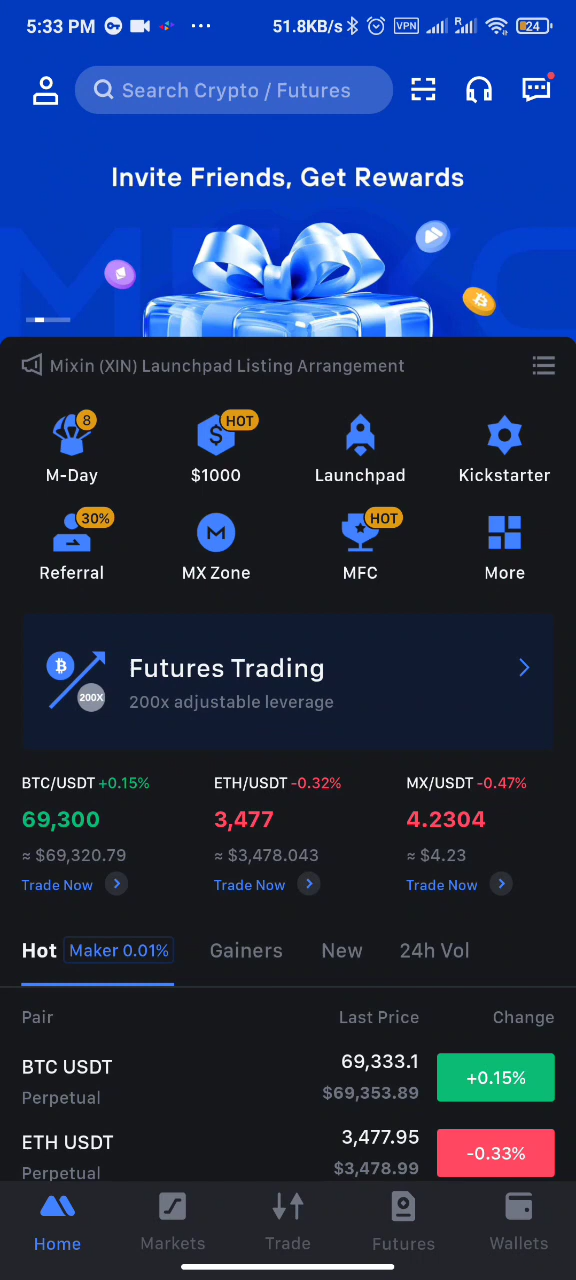 5:33 PM ... 51.8KB/s VPN R 24
Search Crypto / Futures
Invite Friends, Get Rewards
MEXC
Mixin (XIN) Launchpad Listing Arrangement
8 HOT
M-Day $1000 Launchpad Kickstarter
30% HOT
Referral MX Zone MFC More
Futures Trading
200X 200x adjustable leverage
BTC/USDT +0.15% ETH/USDT -0.32% MX/USDT -0.47%
69,300 3,477 4.2304
≈ $69,320.79 ≈ $3,478.043 ≈ $4.23
Trade Now Trade Now Trade Now
Hot Maker 0.01% Gainers New 24h Vol
Pair Last Price Change
BTC USDT 69,333.1 +0.15%
Perpetual $69,353.89
ETH USDT 3,477.95 -0.33%
Perpetual $3,478.99
Home Markets Trade Futures Wallets